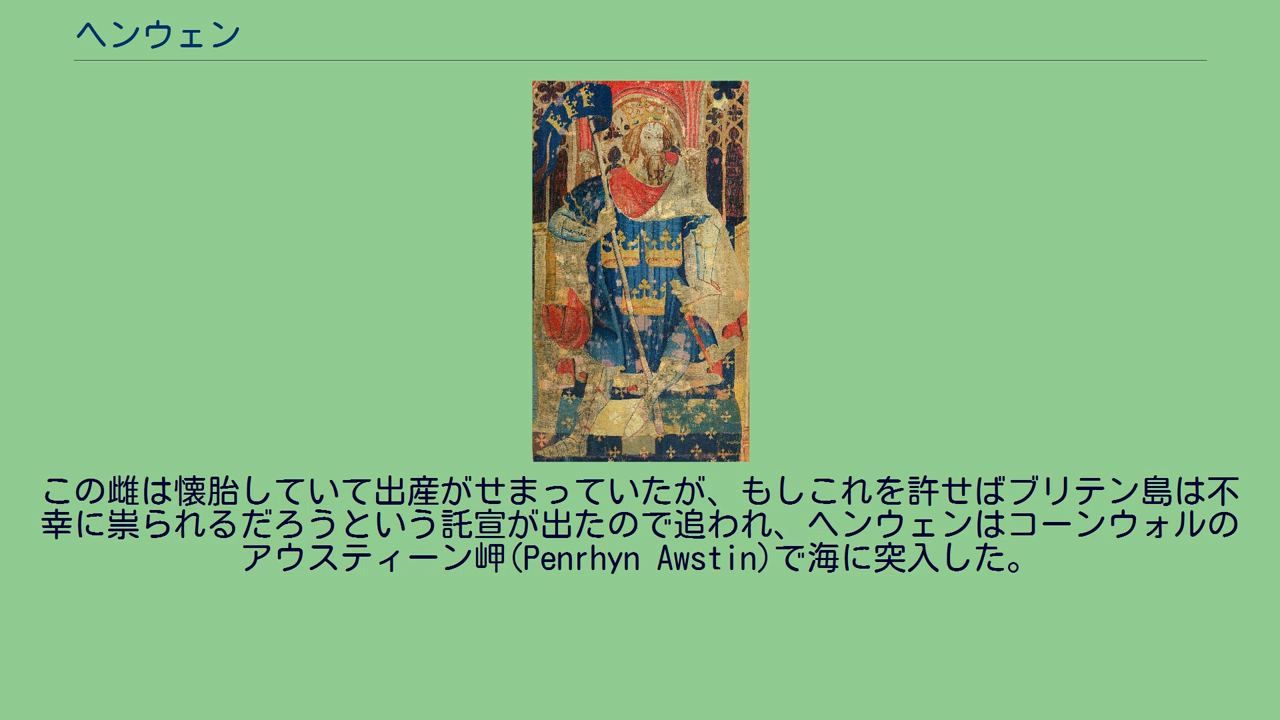 ヘンウェン
この雌は懐胎していて出産がせまっていたが、もしこれを許せばブリテン島は不
幸に祟られるだろうという託宣が出たので追われ、ヘンウェンはコーンウォルの
アウスティーン岬(Penrhyn Awstin)で海に突入した。